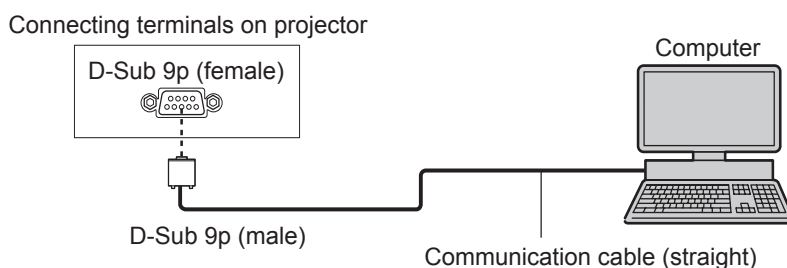 Connecting terminals on projector
D-Sub 9p (female)
Computer
D-Sub 9p (male)
Communication cable (straight)